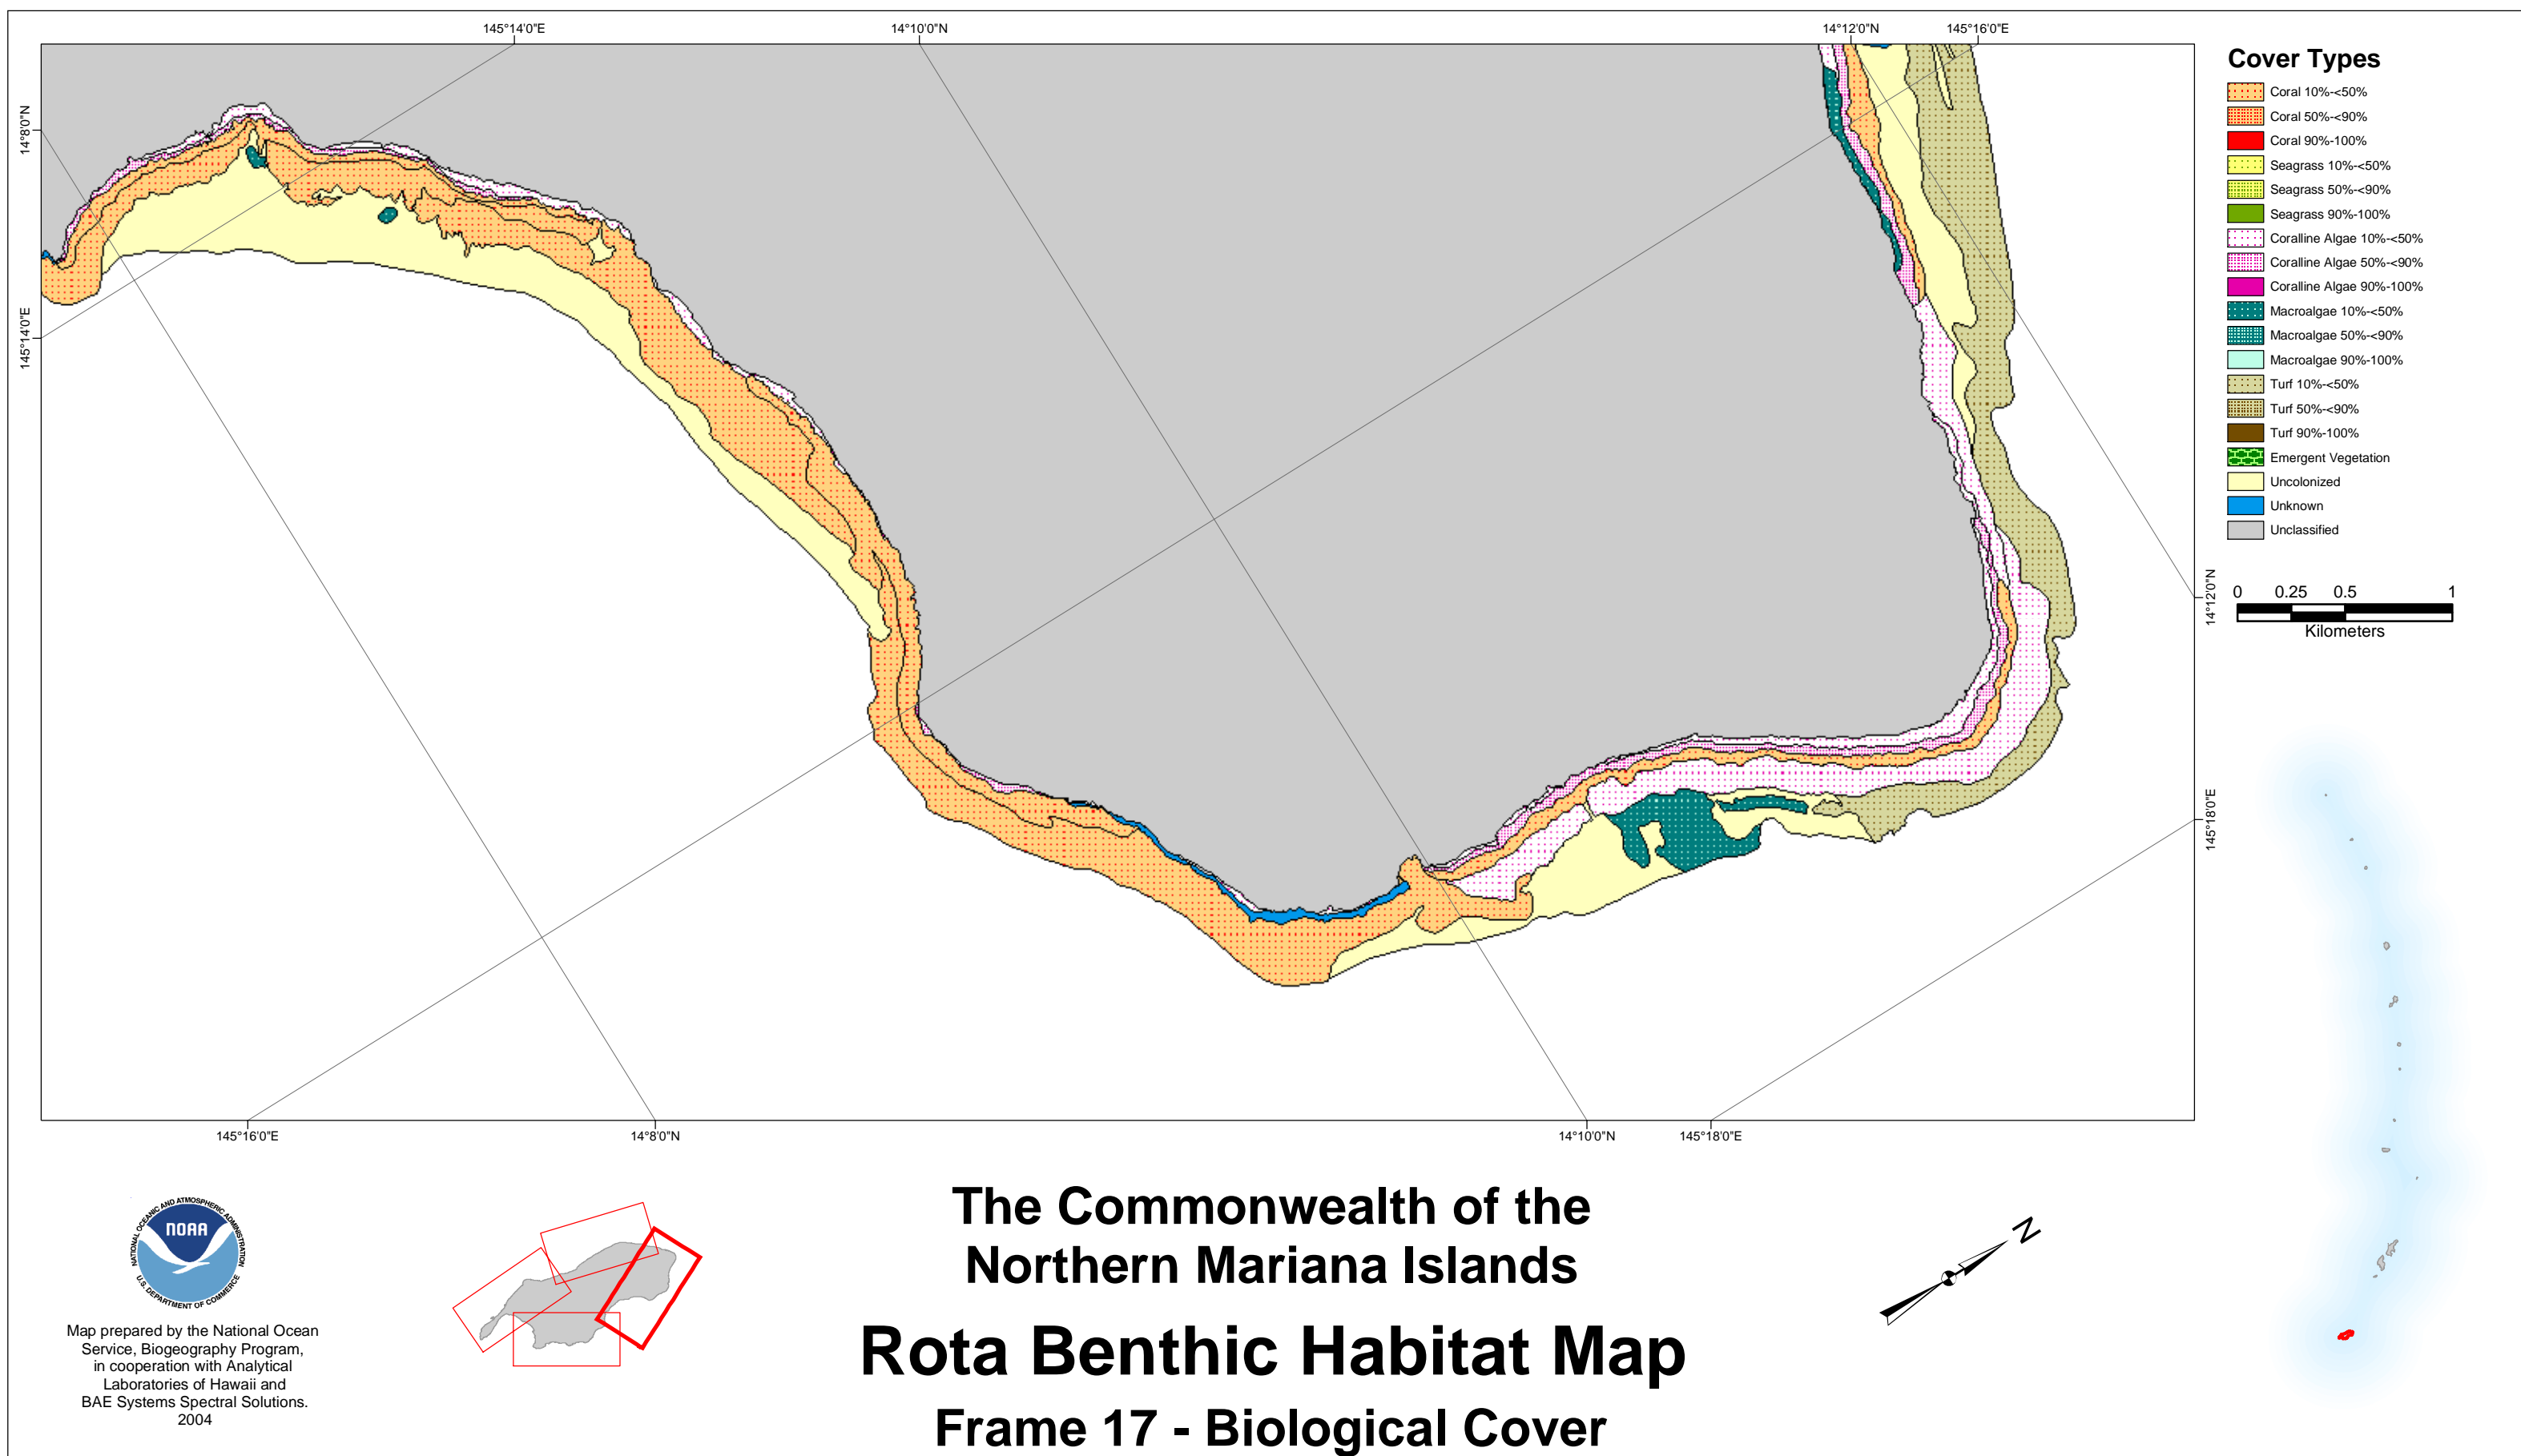 145°14'0"E
14°10'0"N
14°12'0"N
145°16'0"E
14°8'0"N
145°14'0"E
14°12'0"N
145°18'0"E
145°16'0"E
14°8'0"N
14°10'0"N
145°18'0"E
Cover Types
Coral 10%-<50%
Coral 50%-<90%
Coral 90%-100%
Seagrass 10%-<50%
Seagrass 50%-<90%
Seagrass 90%-100%
Coralline Algae 10%-<50%
Coralline Algae 50%-<90%
Coralline Algae 90%-100%
Macroalgae 10%-<50%
Macroalgae 50%-<90%
Macroalgae 90%-100%
Turf 10%-<50%
Turf 50%-<90%
Turf 90%-100%
Emergent Vegetation
Uncolonized
Unknown
Unclassified
0 0.25 0.5 1
Kilometers
NATIONAL OCEANIC AND ATMOSPHERIC ADMINISTRATION
NOAA
U.S. DEPARTMENT OF COMMERCE
Map prepared by the National Ocean
Service, Biogeography Program,
in cooperation with Analytical
Laboratories of Hawaii and
BAE Systems Spectral Solutions.
2004
The Commonwealth of the
Northern Mariana Islands
Rota Benthic Habitat Map
Frame 17 - Biological Cover
N